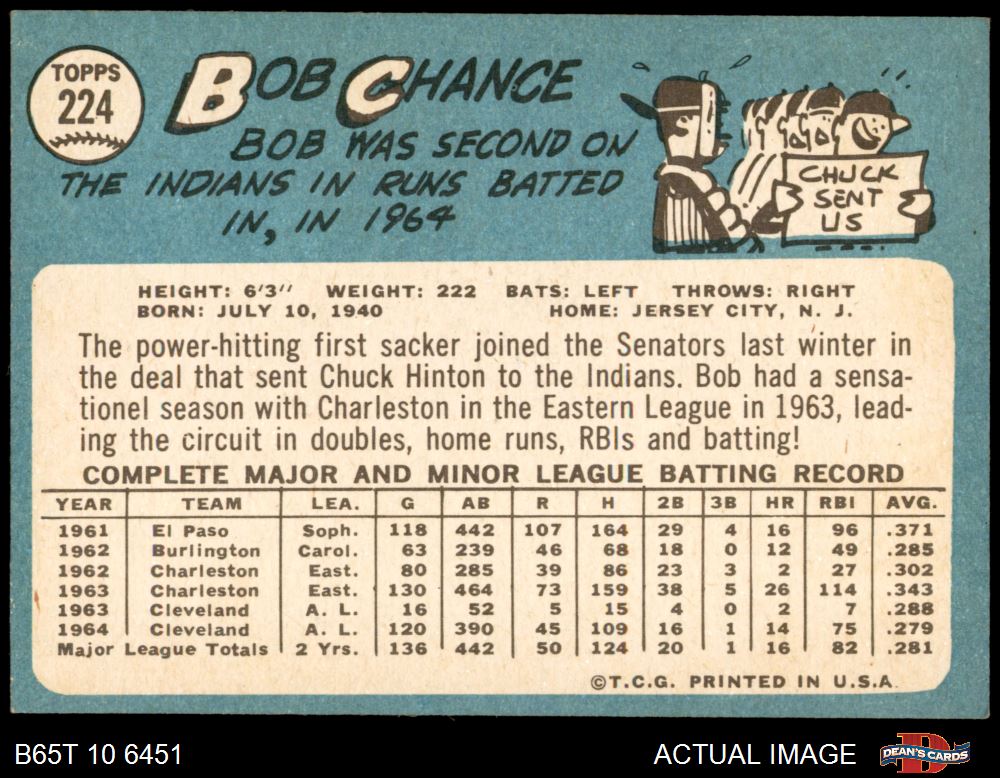 TOPPS
224
BOB CHANCE
BOB WAS SECOND ON
THE INDIANS IN RUNS BATTED
IN, IN 1964
CHUCK
SENT
US
HEIGHT: 6'3" WEIGHT: 222 BATS: LEFT THROWS: RIGHT
BORN: JULY 10, 1940 HOME: JERSEY CITY, N. J.
The power-hitting first sacker joined the Senators last winter in
the deal that sent Chuck Hinton to the Indians. Bob had a sensa-
tionel season with Charleston in the Eastern League in 1963, lead-
ing the circuit in doubles, home runs, RBIs and batting!
COMPLETE MAJOR AND MINOR LEAGUE BATTING RECORD
YEAR TEAM LEA. G AB R H 2B 3B HR RBI AVG.
1961 El Paso Soph. 118 442 107 164 29 4 16 96 .371
1962 Burlington Carol. 63 239 46 68 18 0 12 49 .285
1962 Charleston East. 80 285 39 86 23 3 2 27 .302
1963 Charleston East. 130 464 73 159 38 5 26 114 .343
1963 Cleveland A. L. 16 52 5 15 4 0 2 7 .288
1964 Cleveland A. L. 120 390 45 109 16 1 14 75 .279
Major League Totals 2 Yrs. 136 442 50 124 20 1 16 82 .281
©T.C.G. PRINTED IN U.S.A.
B65T 10 6451
ACTUAL IMAGE
DEAN'S CARDS